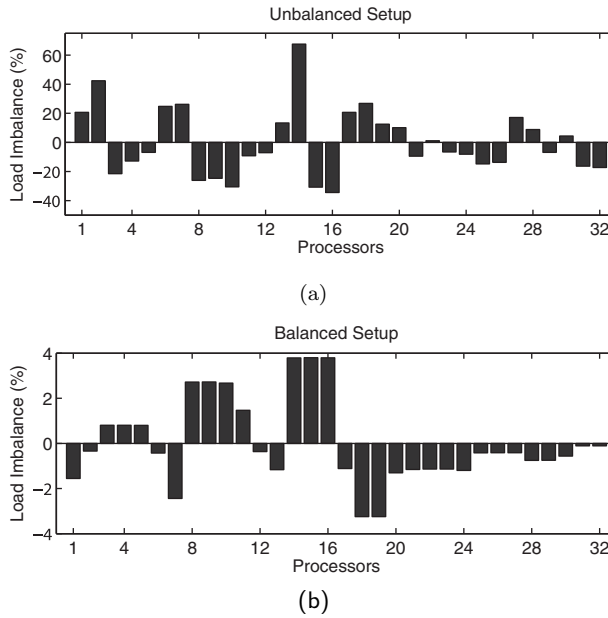 Unbalanced Setup
Load Imbalance (%)
60
40
20
0
−20
−40
1 4 8 12 16 20 24 28 32
Processors
(a)
Balanced Setup
Load Imbalance (%)
4
2
0
−2
−4
1 4 8 12 16 20 24 28 32
Processors
(b)